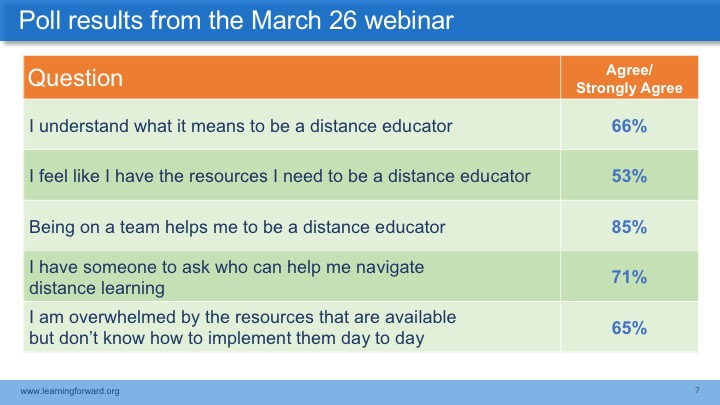 Poll results from the March 26 webinar
Question
Agree/
Strongly Agree
I understand what it means to be a distance educator
66%
I feel like I have the resources I need to be a distance educator
53%
Being on a team helps me to be a distance educator
85%
I have someone to ask who can help me navigate
distance learning
71%
I am overwhelmed by the resources that are available
but don’t know how to implement them day to day
65%
www.learningforward.org
7